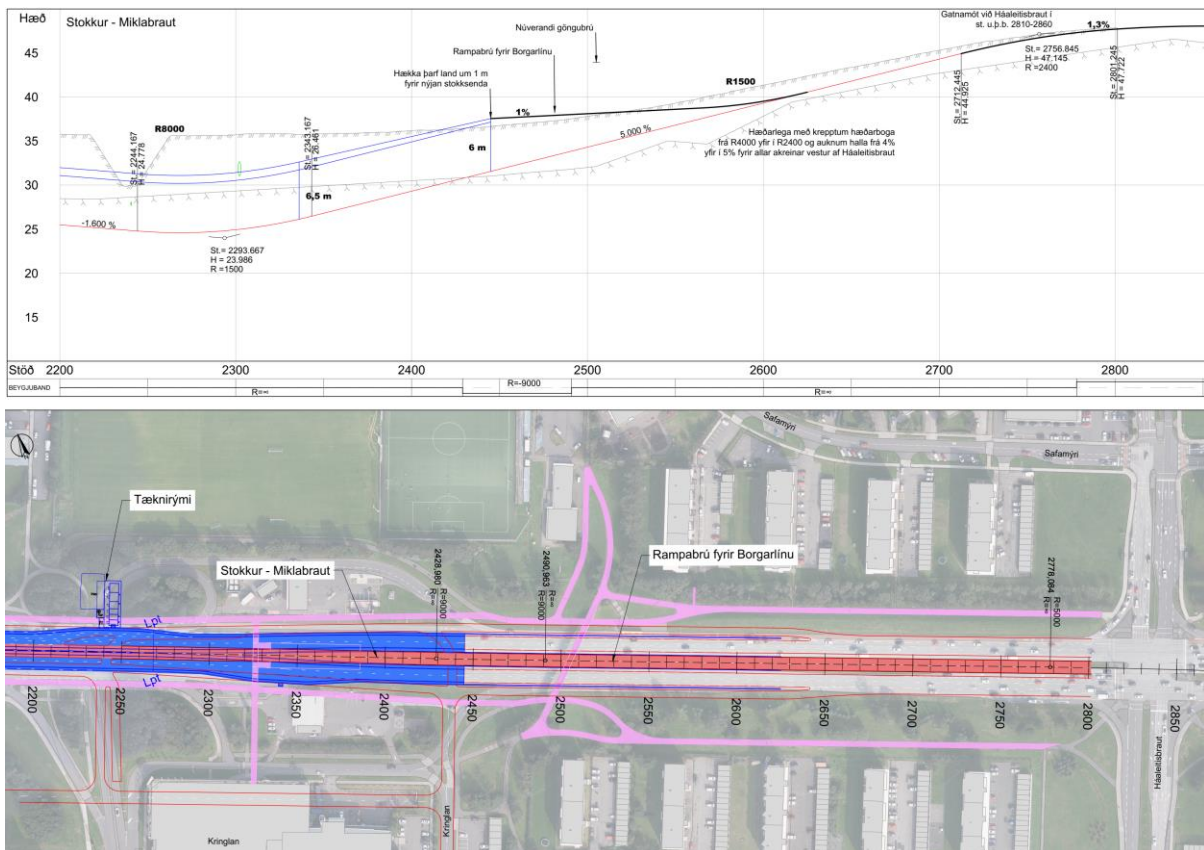 Hæð
Stokkur - Miklabraut
45
40
35
30
25
20
15
Gatnamót við Háaleitisbraut í
st. u.þ.b. 2810-2860
1,3%
Núverandi göngubrú
Rampabrú fyrir Borgarlínu
Hækka þarf land um 1 m
fyrir nýjan stokksenda
St.= 2756.845
H = 47.145
R =2400
St.= 2801.245
H = 47.722
St.= 2712.445
H = 44.925
R1500
R8000
1%
5.000 %
6 m
6,5 m
Hæðarlega með krepptum hæðarboga
frá R4000 yfir í R2400 og auknum halla frá 4%
yfir í 5% fyrir allar akreinar vestur af Háaleitisbraut
St.= 2244.167
H = 24.778
St.= 2343.167
H = 26.461
-1.600 %
St.= 2293.667
H = 23.986
R =1500
Stöð 2200 2300 2400 2500 2600 2700 2800
BEYGJUBAND
R=∞
R=-9000
R=∞
Safamýri
Safamýri
Tæknirými
Stokkur - Miklabraut
Rampabrú fyrir Borgarlínu
2428,980 R=9000
R=∞
2490,963 R=∞
R=9000
2778,084 R=5000
R=∞
Lpt
Lpt
2200 2250 2300 2350 2400 2450 2500 2550 2600 2650 2700 2750 2800 2850
Kringlan
Kringlan
Háaleitisbraut